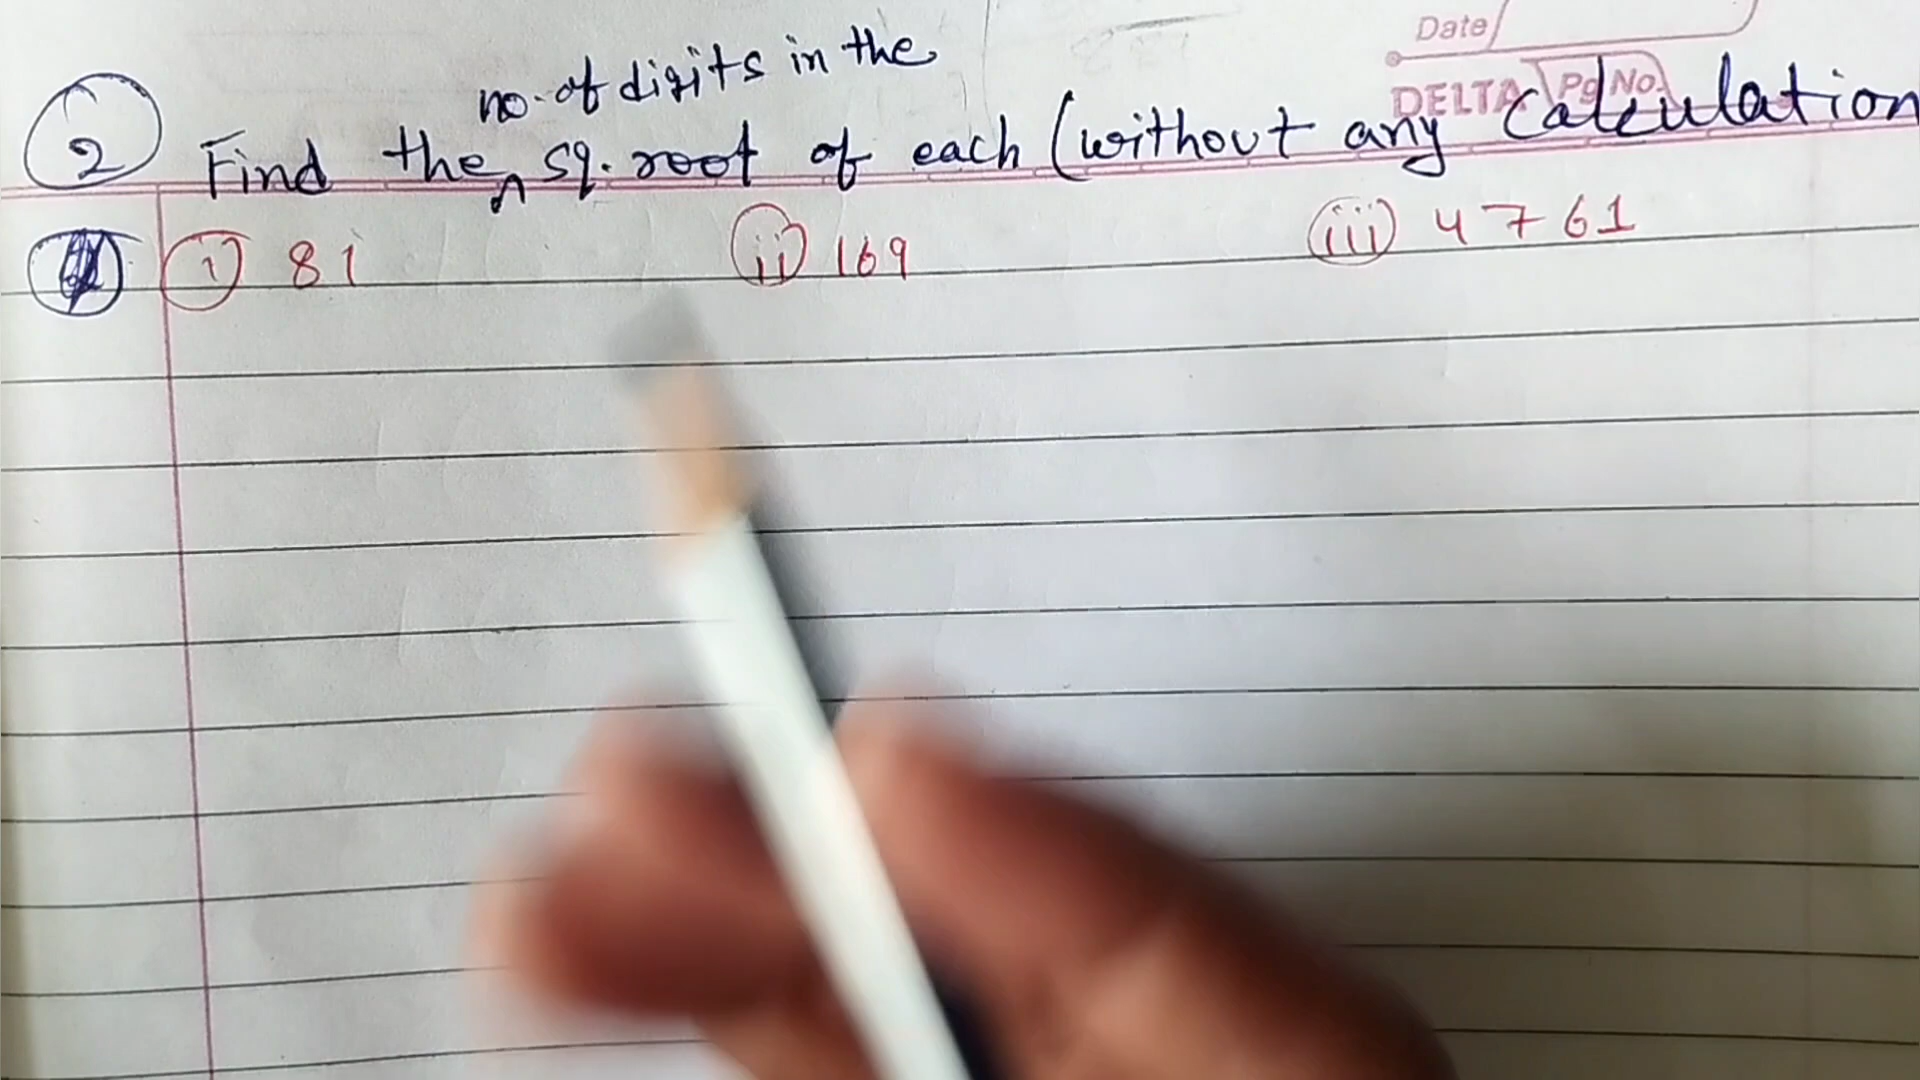 Date
DELTA Pg No.
no. of digits in the
2 Find the ^ sq. root of each (without any calculation
i 81 ii 169 iii 4761